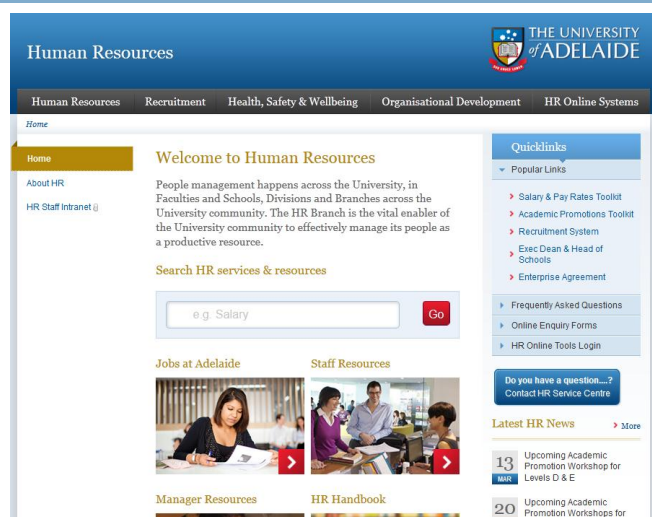 Human Resources
THE UNIVERSITY
of ADELAIDE
Human Resources Recruitment Health, Safety & Wellbeing Organisational Development HR Online Systems
Home
Home
About HR
HR Staff Intranet
Welcome to Human Resources
People management happens across the University, in
Faculties and Schools, Divisions and Branches across the
University community. The HR Branch is the vital enabler of
the University community to effectively manage its people as
a productive resource.
Search HR services & resources
e.g. Salary
Go
Jobs at Adelaide
Staff Resources
Manager Resources
HR Handbook
Quicklinks
Popular Links
Salary & Pay Rates Toolkit
Academic Promotions Toolkit
Recruitment System
Exec Dean & Head of
Schools
Enterprise Agreement
Frequently Asked Questions
Online Enquiry Forms
HR Online Tools Login
Do you have a question....?
Contact HR Service Centre
Latest HR News
More
13
MAR
Upcoming Academic
Promotion Workshop for
Levels D & E
20
Upcoming Academic
Promotion Workshops for